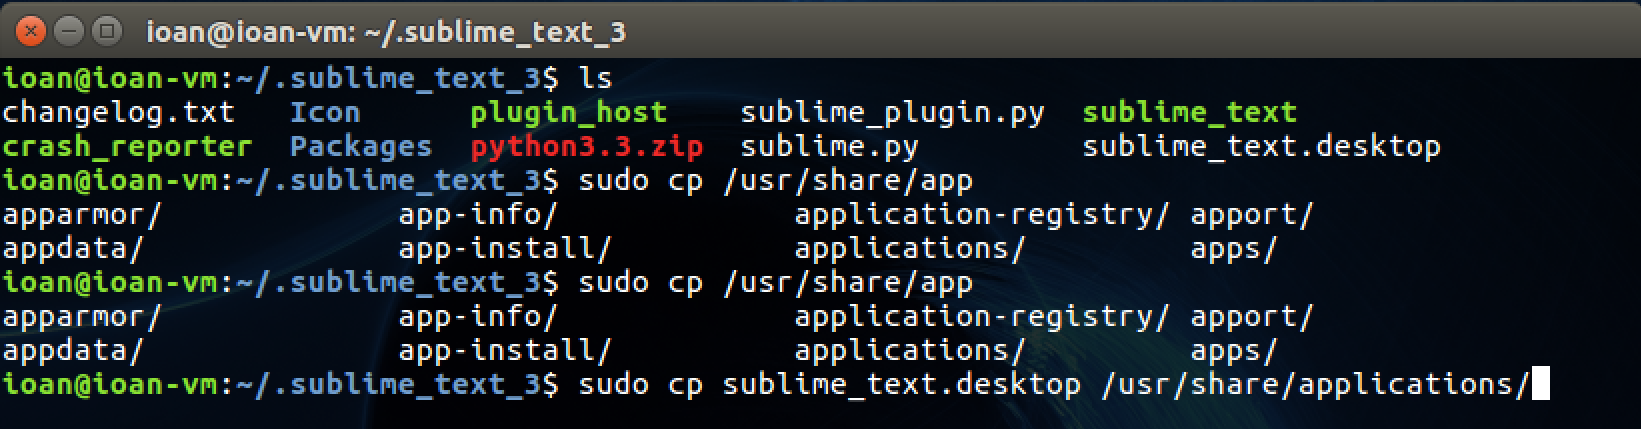 ioan@ioan-vm: ~/.sublime_text_3
ioan@ioan-vm:~/.sublime_text_3$ ls
changelog.txt Icon plugin_host sublime_plugin.py sublime_text
crash_reporter Packages python3.3.zip sublime.py sublime_text.desktop
ioan@ioan-vm:~/.sublime_text_3$ sudo cp /usr/share/app
apparmor/ app-info/ application-registry/ apport/
appdata/ app-install/ applications/ apps/
ioan@ioan-vm:~/.sublime_text_3$ sudo cp /usr/share/app
apparmor/ app-info/ application-registry/ apport/
appdata/ app-install/ applications/ apps/
ioan@ioan-vm:~/.sublime_text_3$ sudo cp sublime_text.desktop /usr/share/applications/